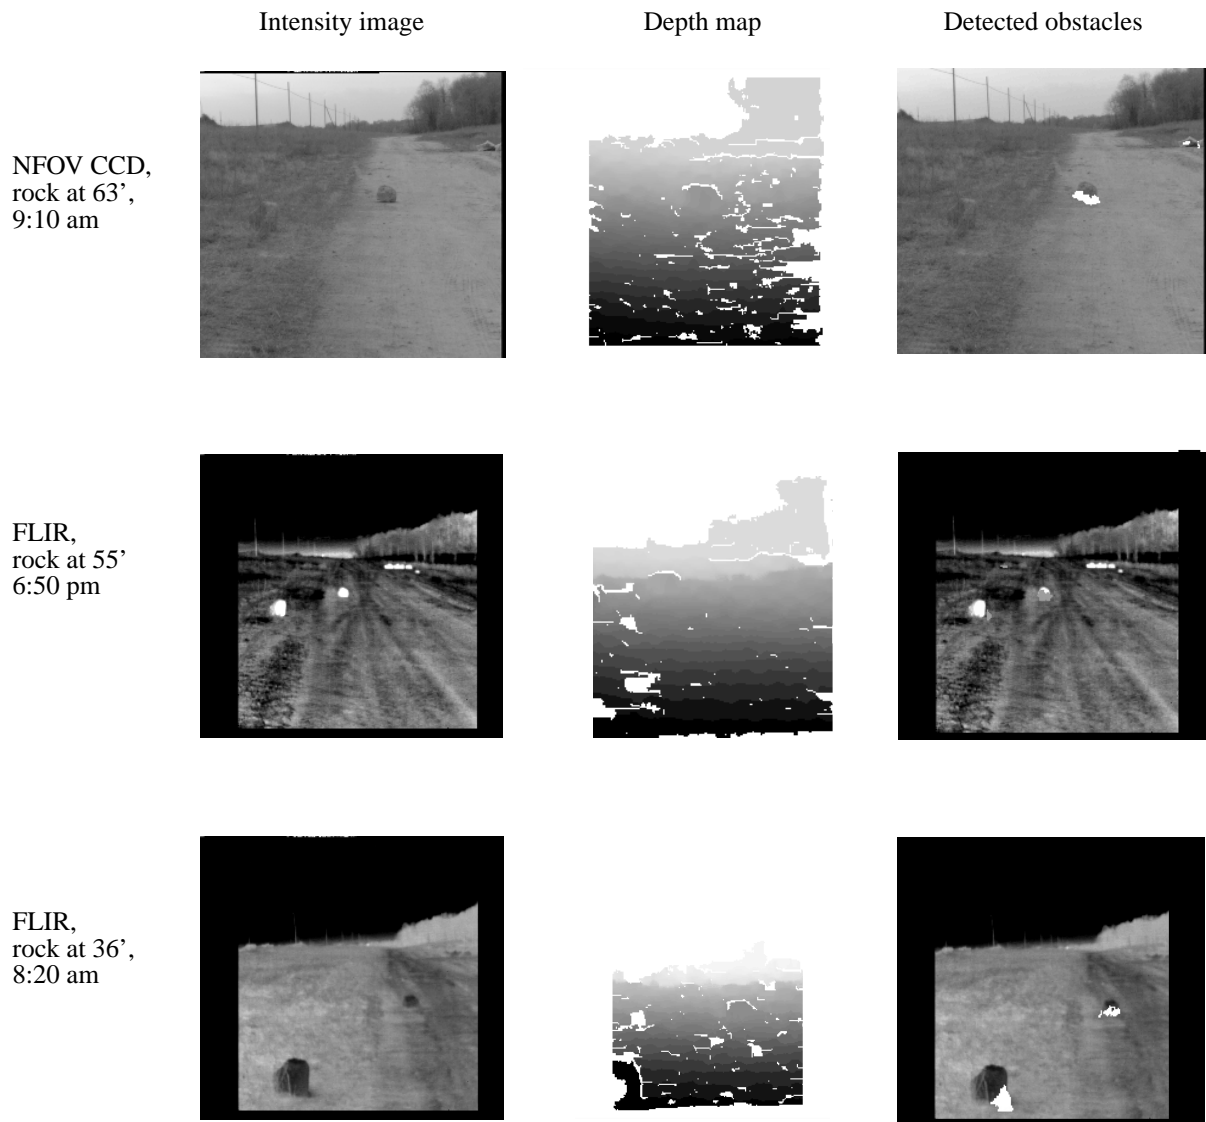 Intensity image
Depth map
Detected obstacles
NFOV CCD,
rock at 63’,
9:10 am
FLIR,
rock at 55’
6:50 pm
FLIR,
rock at 36’,
8:20 am